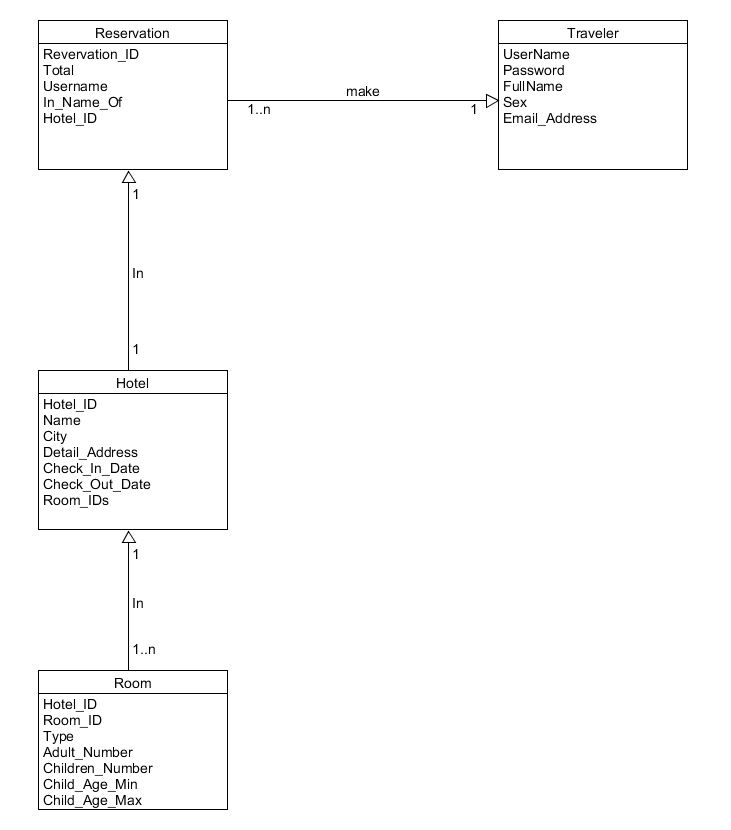 Reservation
Revervation_ID
Total
Username
In_Name_Of
Hotel_ID
Traveler
UserName
Password
FullName
Sex
Email_Address
make
1..n
1
1
In
1
Hotel
Hotel_ID
Name
City
Detail_Address
Check_In_Date
Check_Out_Date
Room_IDs
1
In
1..n
Room
Hotel_ID
Room_ID
Type
Adult_Number
Children_Number
Child_Age_Min
Child_Age_Max